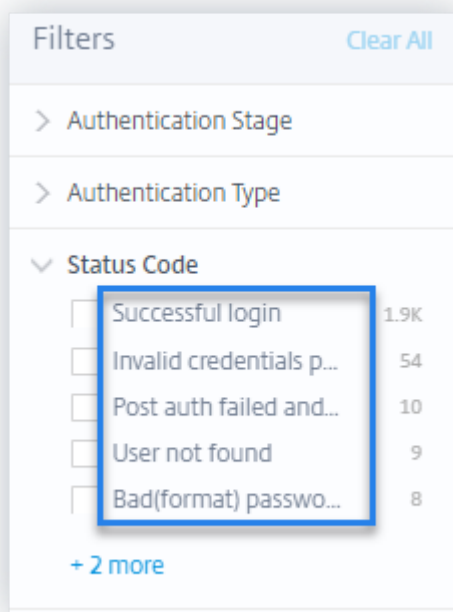 Filters
Clear All
Authentication Stage
Authentication Type
Status Code
Successful login 1.9K
Invalid credentials p... 54
Post auth failed and... 10
User not found 9
Bad(format) passwo... 8
+ 2 more